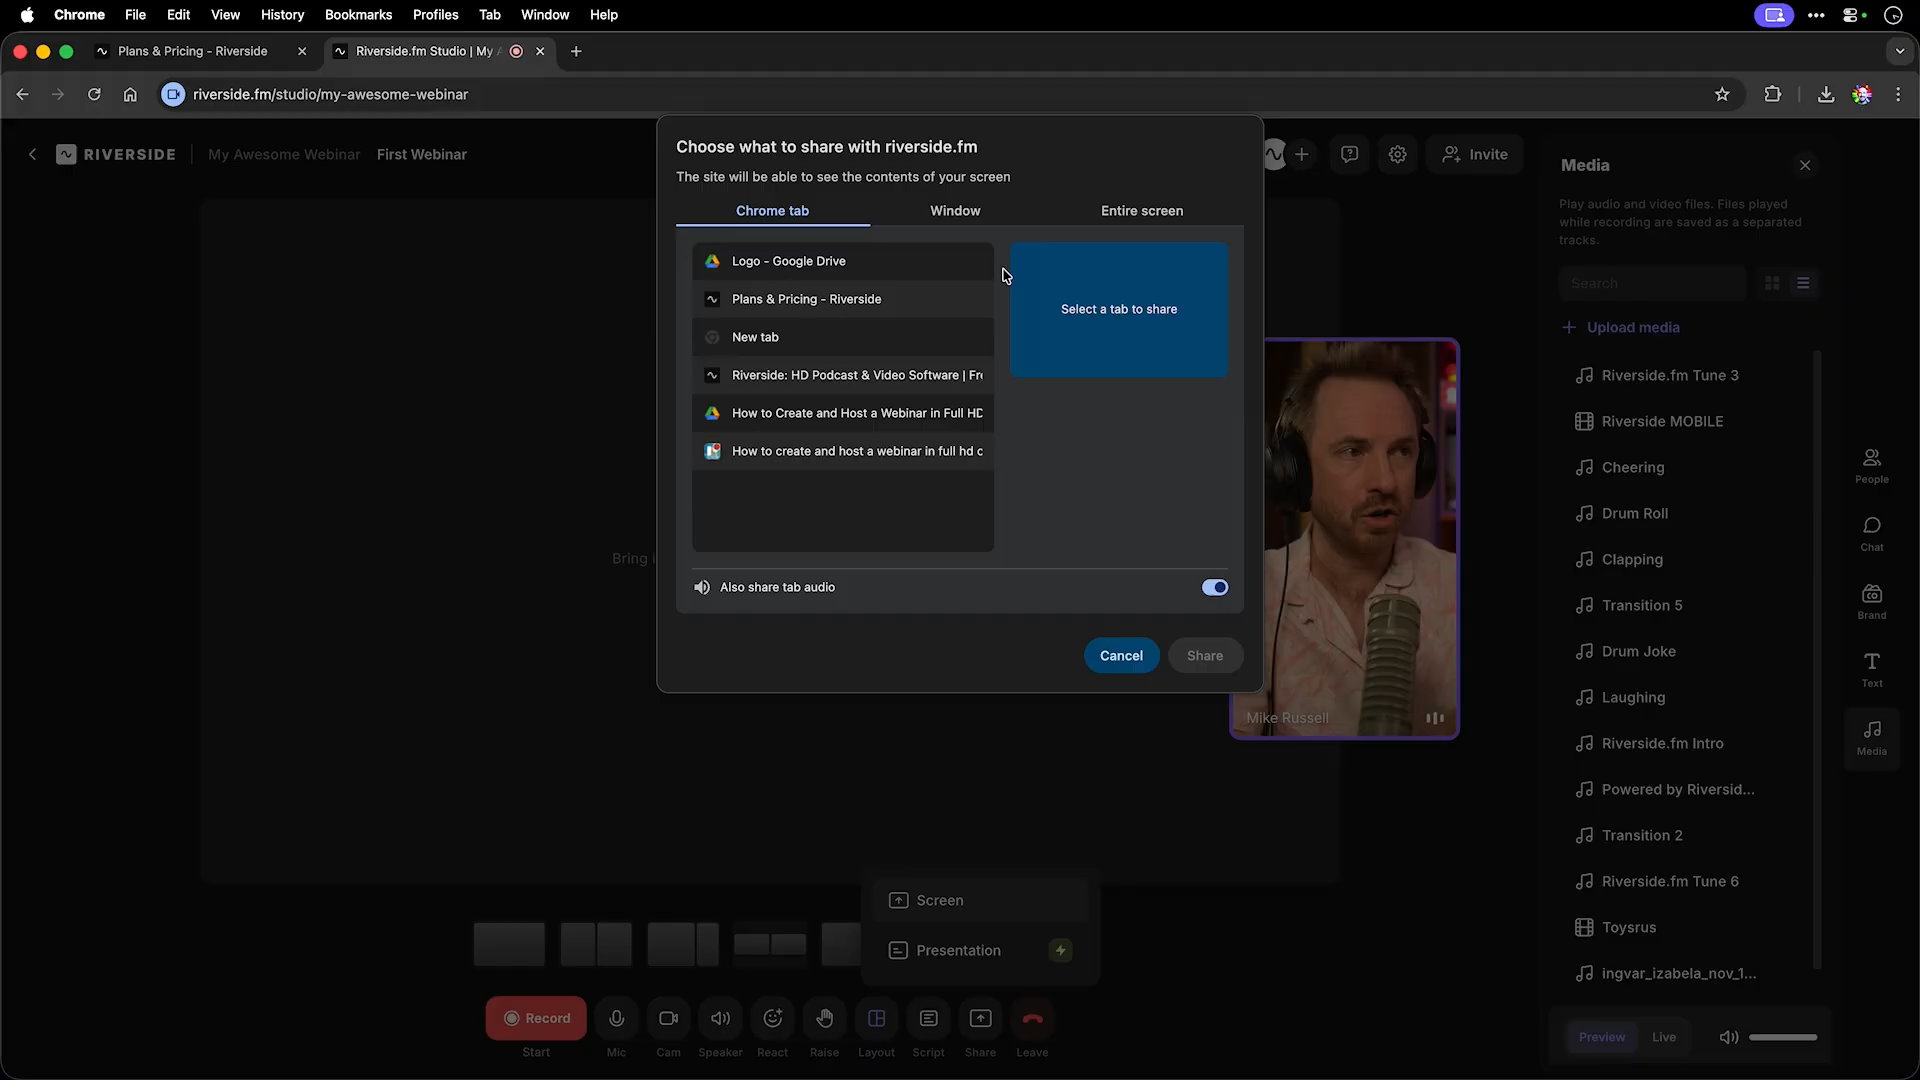 Chrome File Edit View History Bookmarks Profiles Tab Window Help
Plans & Pricing - Riverside
Riverside.fm Studio | My
riverside.fm/studio/my-awesome-webinar
RIVERSIDE
My Awesome Webinar
First Webinar
Invite
Choose what to share with riverside.fm
The site will be able to see the contents of your screen
Chrome tab
Window
Entire screen
Logo - Google Drive
Plans & Pricing - Riverside
New tab
Riverside: HD Podcast & Video Software | Fr
How to Create and Host a Webinar in Full HD
How to create and host a webinar in full hd
Select a tab to share
Also share tab audio
Cancel
Share
Bring
Mike Russell
Media
Play audio and video files. Files played
while recording are saved as a separated
tracks.
Search
Upload media
Riverside.fm Tune 3
Riverside MOBILE
Cheering
Drum Roll
Clapping
Transition 5
Drum Joke
Laughing
Riverside.fm Intro
Powered by Riversid...
Transition 2
Riverside.fm Tune 6
Toysrus
ingvar_izabela_nov_1...
Preview
Live
People
Chat
Brand
Text
Media
Screen
Presentation
Record
Start
Mic
Cam
Speaker
React
Raise
Layout
Script
Share
Leave